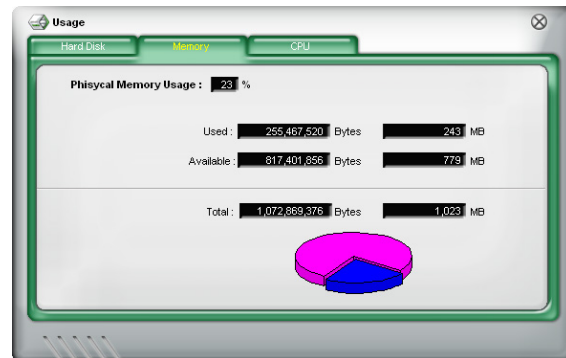 Usage
Hard Disk Memory CPU
Phisycal Memory Usage : 23 %
Used : 255,467,520 Bytes 243 MB
Available : 817,401,856 Bytes 779 MB
Total : 1,072,869,376 Bytes 1,023 MB